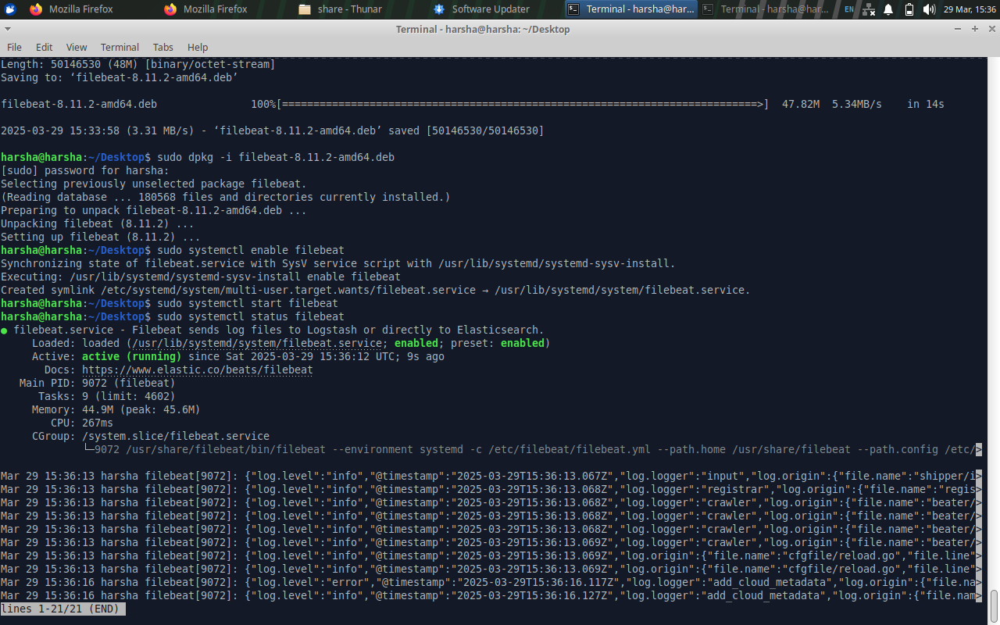 Mozilla Firefox
Mozilla Firefox
share - Thunar
Software Updater
Terminal - harsha@har...
Terminal - harsha@har...
EN
29 Mar, 15:36
Terminal - harsha@harsha: ~/Desktop
File Edit View Terminal Tabs Help
Length: 50146530 (48M) [binary/octet-stream]
Saving to: ‘filebeat-8.11.2-amd64.deb’
filebeat-8.11.2-amd64.deb 100%[============================================================================>] 47.82M 5.34MB/s in 14s
2025-03-29 15:33:58 (3.31 MB/s) - ‘filebeat-8.11.2-amd64.deb’ saved [50146530/50146530]
harsha@harsha:~/Desktop$ sudo dpkg -i filebeat-8.11.2-amd64.deb
[sudo] password for harsha:
Selecting previously unselected package filebeat.
(Reading database ... 180568 files and directories currently installed.)
Preparing to unpack filebeat-8.11.2-amd64.deb ...
Unpacking filebeat (8.11.2) ...
Setting up filebeat (8.11.2) ...
harsha@harsha:~/Desktop$ sudo systemctl enable filebeat
Synchronizing state of filebeat.service with SysV service script with /usr/lib/systemd/systemd-sysv-install.
Executing: /usr/lib/systemd/systemd-sysv-install enable filebeat
Created symlink /etc/systemd/system/multi-user.target.wants/filebeat.service → /usr/lib/systemd/system/filebeat.service.
harsha@harsha:~/Desktop$ sudo systemctl start filebeat
harsha@harsha:~/Desktop$ sudo systemctl status filebeat
● filebeat.service - Filebeat sends log files to Logstash or directly to Elasticsearch.
Loaded: loaded (/usr/lib/systemd/system/filebeat.service; enabled; preset: enabled)
Active: active (running) since Sat 2025-03-29 15:36:12 UTC; 9s ago
Docs: https://www.elastic.co/beats/filebeat
Main PID: 9072 (filebeat)
Tasks: 9 (limit: 4602)
Memory: 44.9M (peak: 45.6M)
CPU: 267ms
CGroup: /system.slice/filebeat.service
└─9072 /usr/share/filebeat/bin/filebeat --environment systemd -c /etc/filebeat/filebeat.yml --path.home /usr/share/filebeat --path.config /etc/>
Mar 29 15:36:13 harsha filebeat[9072]: {"log.level":"info","@timestamp":"2025-03-29T15:36:13.067Z","log.logger":"input","log.origin":{"file.name":"shipper/i>
Mar 29 15:36:13 harsha filebeat[9072]: {"log.level":"info","@timestamp":"2025-03-29T15:36:13.068Z","log.logger":"registrar","log.origin":{"file.name":"regis>
Mar 29 15:36:13 harsha filebeat[9072]: {"log.level":"info","@timestamp":"2025-03-29T15:36:13.068Z","log.logger":"crawler","log.origin":{"file.name":"beater/>
Mar 29 15:36:13 harsha filebeat[9072]: {"log.level":"info","@timestamp":"2025-03-29T15:36:13.068Z","log.logger":"crawler","log.origin":{"file.name":"beater/>
Mar 29 15:36:13 harsha filebeat[9072]: {"log.level":"info","@timestamp":"2025-03-29T15:36:13.068Z","log.logger":"crawler","log.origin":{"file.name":"beater/>
Mar 29 15:36:13 harsha filebeat[9072]: {"log.level":"info","@timestamp":"2025-03-29T15:36:13.069Z","log.logger":"crawler","log.origin":{"file.name":"beater/>
Mar 29 15:36:13 harsha filebeat[9072]: {"log.level":"info","@timestamp":"2025-03-29T15:36:13.069Z","log.origin":{"file.name":"cfgfile/reload.go","file.line">
Mar 29 15:36:13 harsha filebeat[9072]: {"log.level":"info","@timestamp":"2025-03-29T15:36:13.069Z","log.origin":{"file.name":"cfgfile/reload.go","file.line">
Mar 29 15:36:16 harsha filebeat[9072]: {"log.level":"error","@timestamp":"2025-03-29T15:36:16.117Z","log.logger":"add_cloud_metadata","log.origin":{"file.na>
Mar 29 15:36:16 harsha filebeat[9072]: {"log.level":"info","@timestamp":"2025-03-29T15:36:16.127Z","log.logger":"add_cloud_metadata","log.origin":{"file.nam>
lines 1-21/21 (END)